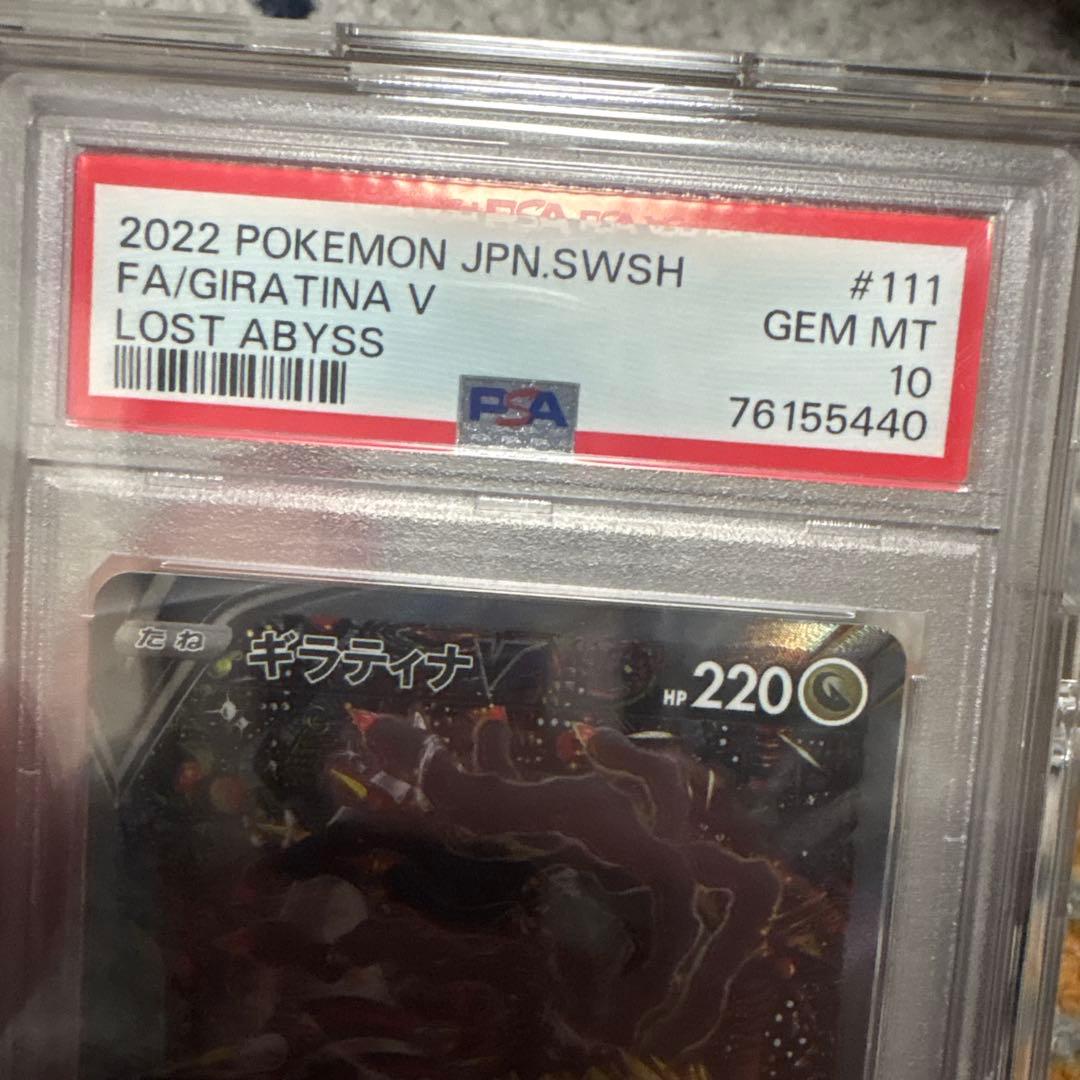 2022 POKEMON JPN.SWSH
#111
FA/GIRATINA V
GEM MT
LOST ABYSS
10
76155440
PSA
たね
ギラティナV
HP 220